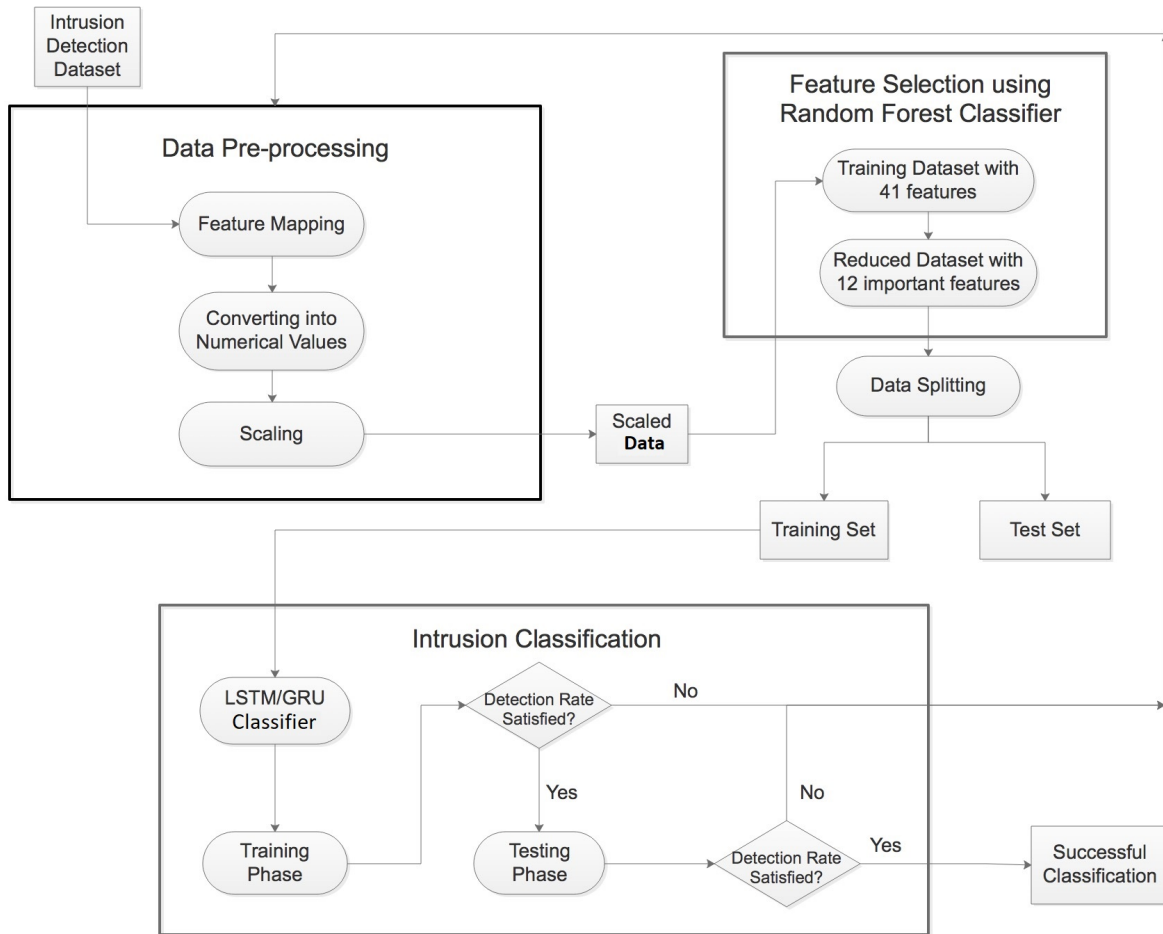 Intrusion
Detection
Dataset
Data Pre-processing
Feature Mapping
Converting into
Numerical Values
Scaling
Scaled
Data
Feature Selection using
Random Forest Classifier
Training Dataset with
41 features
Reduced Dataset with
12 important features
Data Splitting
Training Set
Test Set
Intrusion Classification
LSTM/GRU
Classifier
Training
Phase
Detection Rate
Satisfied?
No
Yes
Testing
Phase
Detection Rate
Satisfied?
No
Yes
Successful
Classification